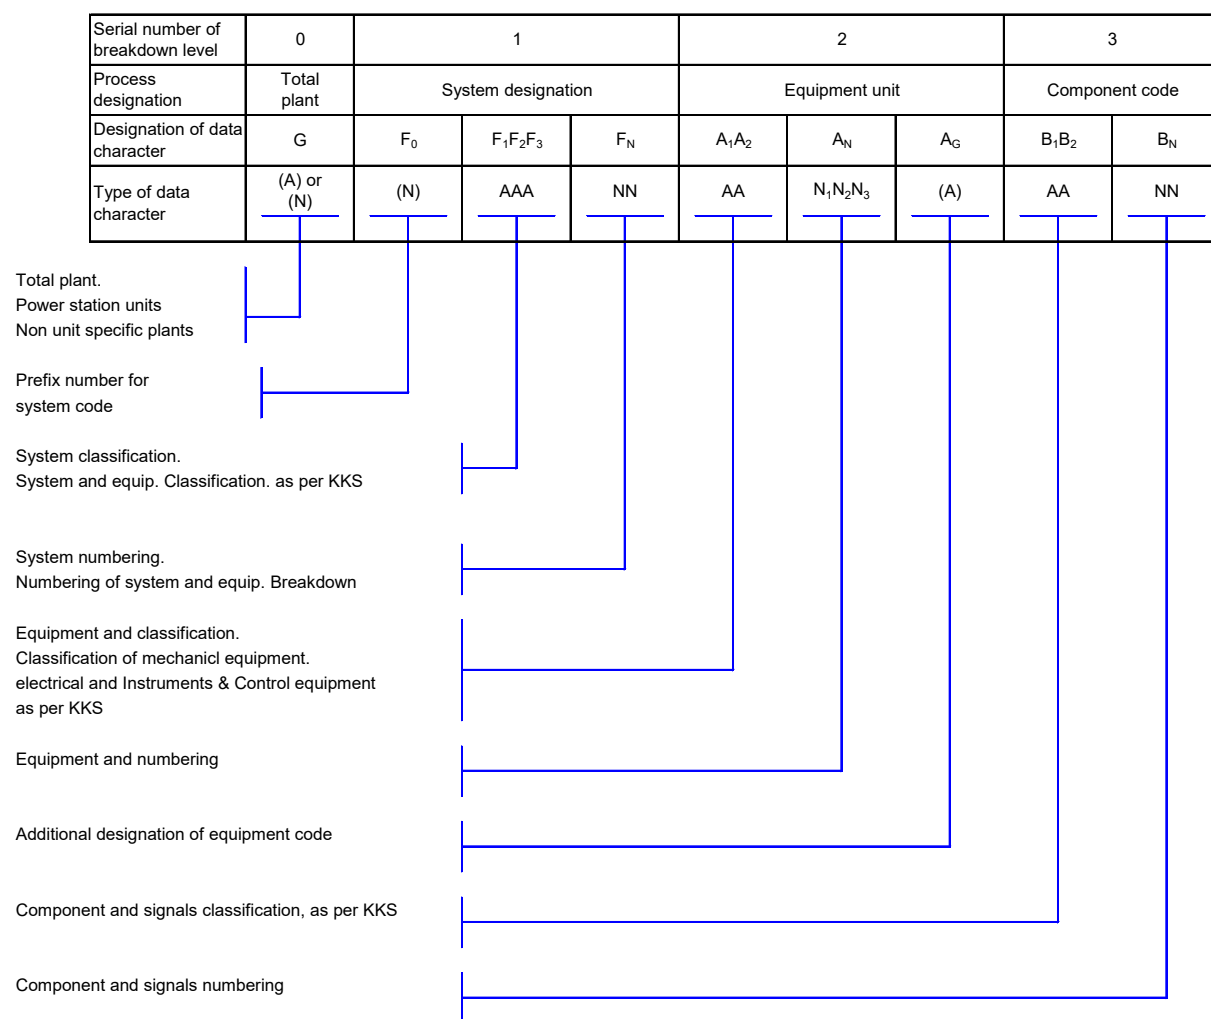 Serial number of
breakdown level
0
1
2
3
Process
designation
Total
plant
System designation
Equipment unit
Component code
Designation of data
character
G
F₀
F₁F₂F₃
F_N
A₁A₂
A_N
A_G
B₁B₂
B_N
Type of data
character
(A) or
(N)
(N)
AAA
NN
AA
N₁N₂N₃
(A)
AA
NN
Total plant.
Power station units
Non unit specific plants
Prefix number for
system code
System classification.
System and equip. Classification. as per KKS
System numbering.
Numbering of system and equip. Breakdown
Equipment and classification.
Classification of mechanicl equipment.
electrical and Instruments & Control equipment
as per KKS
Equipment and numbering
Additional designation of equipment code
Component and signals classification, as per KKS
Component and signals numbering